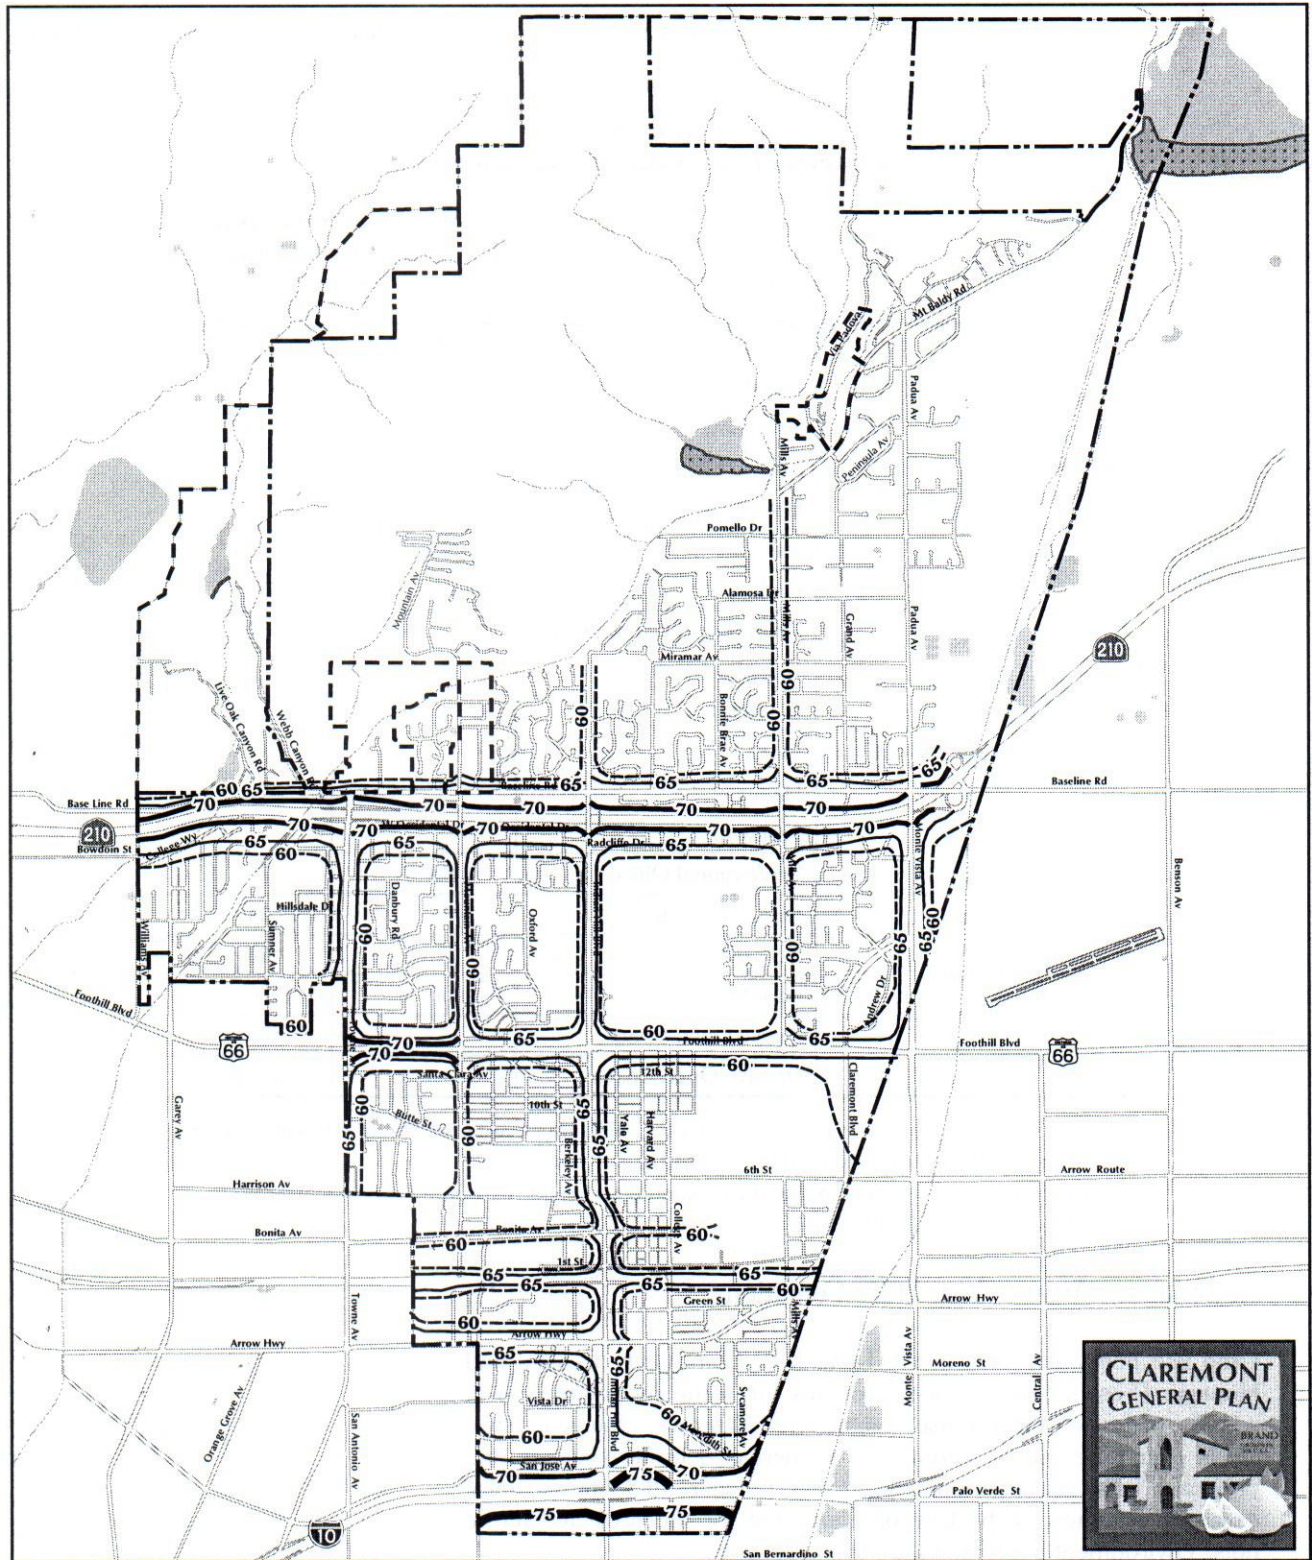 Mt Baldy Rd
Via Padova
Padua Av
Mills Av
Peninsula Av
Pomello Dr
Mountain Av
Alamosa Dr
Mills Av
Grand Av
Padua Av
210
Miramar Av
60
Live Oak Canyon Rd
Webb Canyon
60
60
Bonnie Brae Av
65
65
65
65
Baseline Rd
60
65
Base Line Rd
70
70
70
70
70
210
70
70
70
70
70
College Wy
65
65
Radcliffe Dr
65
Bowdoin St
60
Monte Vista Av
Benson Av
Danbury Rd
Hillsdale D
Oxford Av
60
Williams Av
Sumner Av
60
60
60
65
65
Andrew Dr
Foothill Blvd
60
60
70
65
Foothill Blvd
65
Foothill Blvd
66
66
70
60
Santa Clara Av
12th St
Claremont Blvd
Garey Av
60
10th St
65
Butte St
65
60
65
Yale Av
Harvard Av
Berkeley Av
6th St
Arrow Route
Harrison Av
College Av
Bonita Av
Bonita Av
60
60
1st St
65
65
65
65
60
Towne Av
Green St
Arrow Hwy
60
Mills Av
Arrow Hwy
Arrow Hwy
65
65
Monte Vista Av
Moreno St
Central Av
Orange Grove Av
Vista Dr
Sycamore Av
San Antonio Av
60
60
Indian Hill Blvd
San Jose Av
70
75
70
Palo Verde St
75
75
10
San Bernardino St
CLAREMONT
GENERAL PLAN
BRAND